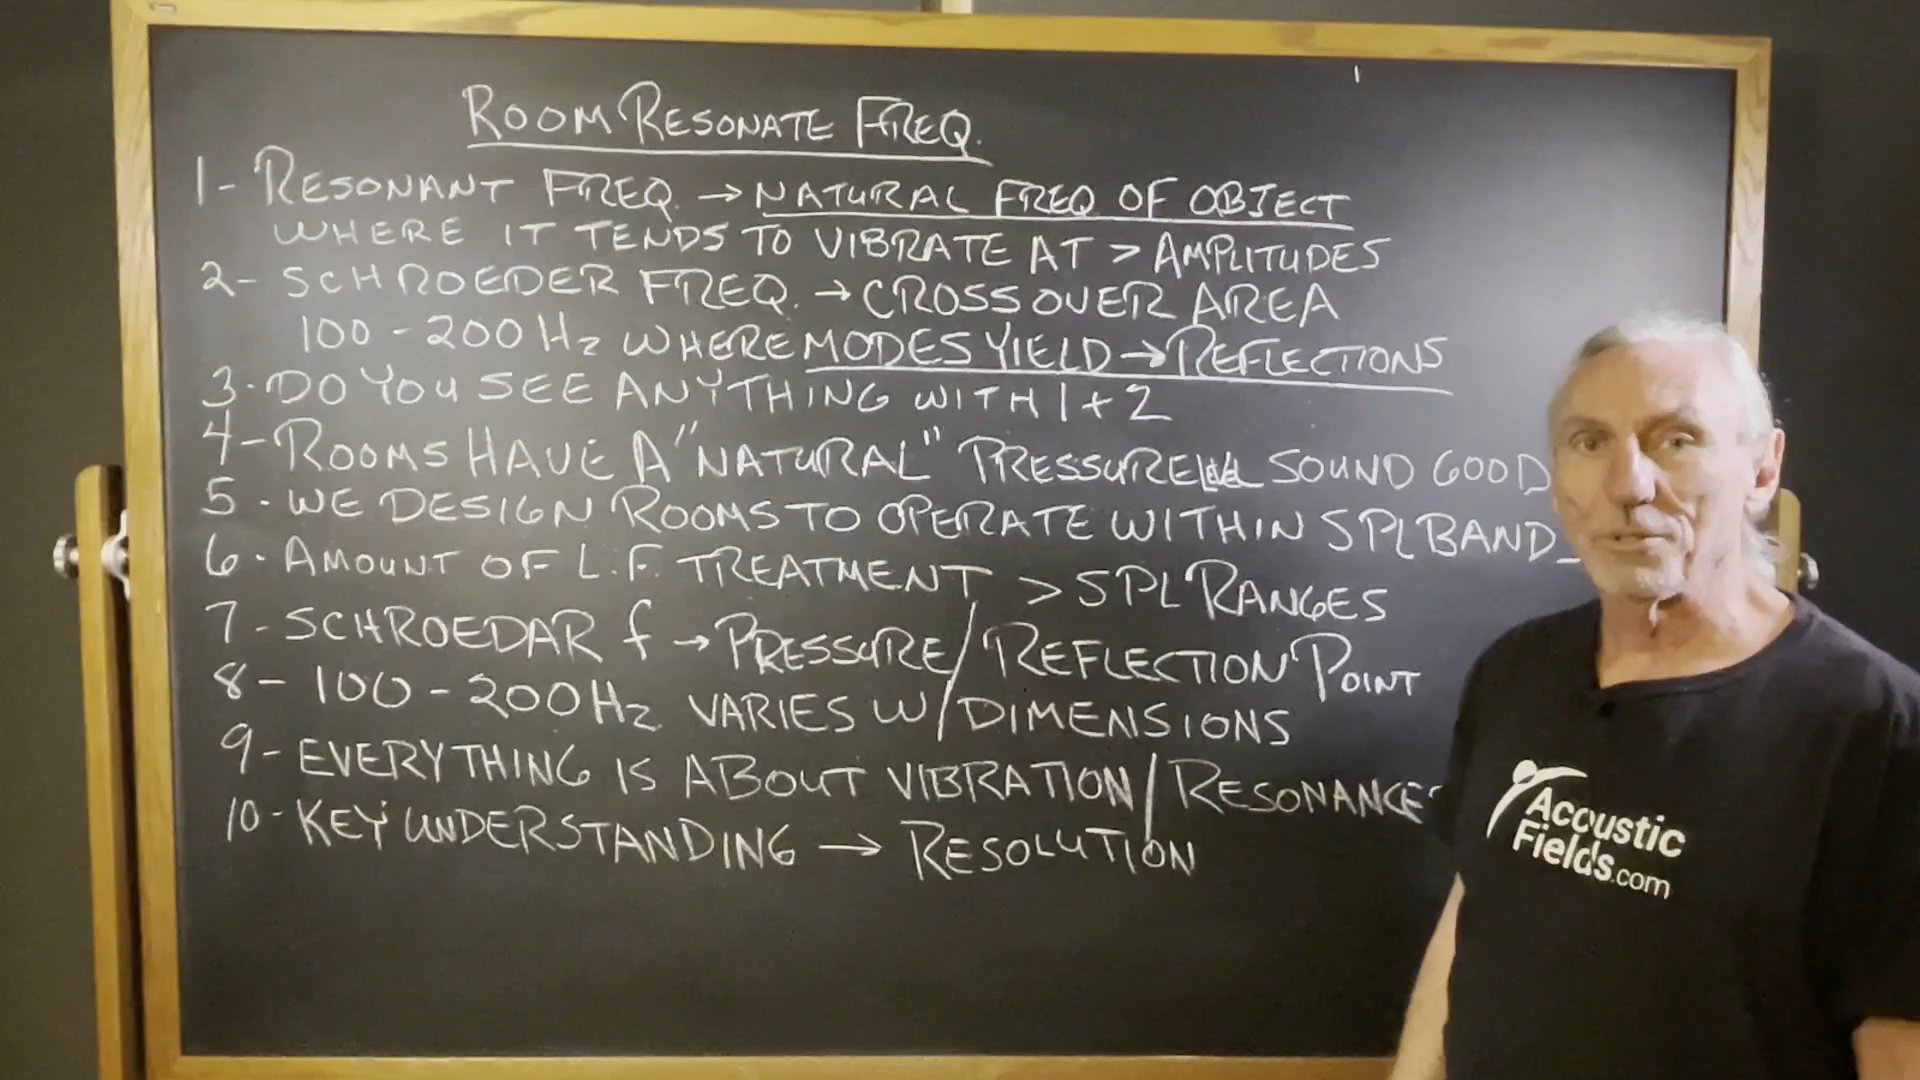 ROOM RESONATE FREQ.
1- RESONANT FREQ. → NATURAL FREQ OF OBJECT
WHERE IT TENDS TO VIBRATE AT > AMPLITUDES
2- SCHROEDER FREQ. → CROSSOVER AREA
100-200 Hz WHERE MODES YIELD → REFLECTIONS
3- DO YOU SEE ANYTHING WITH 1 + 2
4- ROOMS HAVE A "NATURAL" PRESSURE LEVEL SOUND GOOD
5- WE DESIGN ROOMS TO OPERATE WITHIN SPL BAND_
6- AMOUNT OF L.F. TREATMENT > SPL RANGES
7- SCHROEDAR f → PRESSURE/REFLECTION POINT
8- 100-200 Hz VARIES W/DIMENSIONS
9- EVERYTHING IS ABOUT VIBRATION/RESONANCE
10- KEY UNDERSTANDING → RESOLUTION
Acoustic
Fields.com